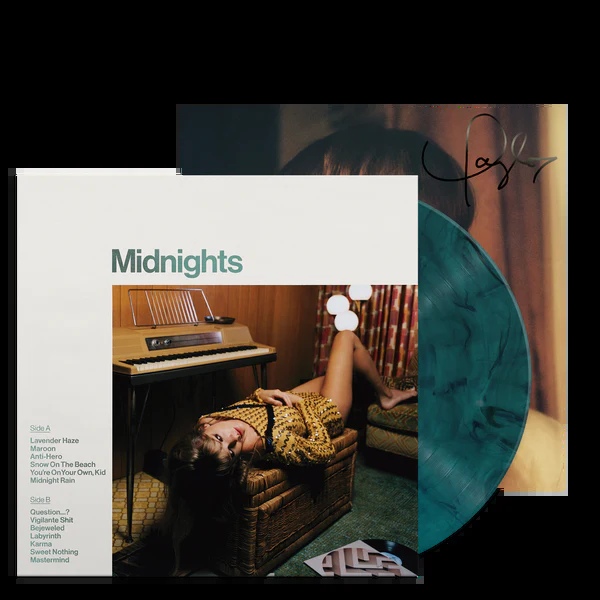 Taylor
Midnights
Side A
Lavender Haze
Maroon
Anti-Hero
Snow On The Beach
You're On Your Own, Kid
Midnight Rain
Side B
Question...?
Vigilante Shit
Bejeweled
Labyrinth
Karma
Sweet Nothing
Mastermind